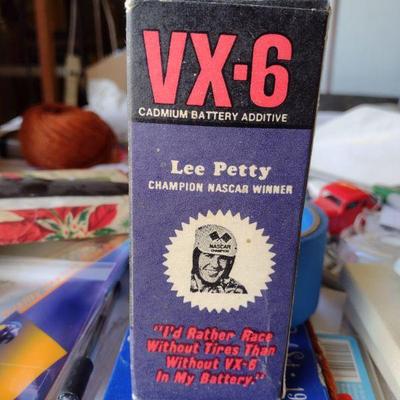 VX-6
CADMIUM BATTERY ADDITIVE
Lee Petty
CHAMPION NASCAR WINNER
NASCAR
CHAMPION
"I'd Rather Race
Without Tires Than
Without VX-6
In My Battery."